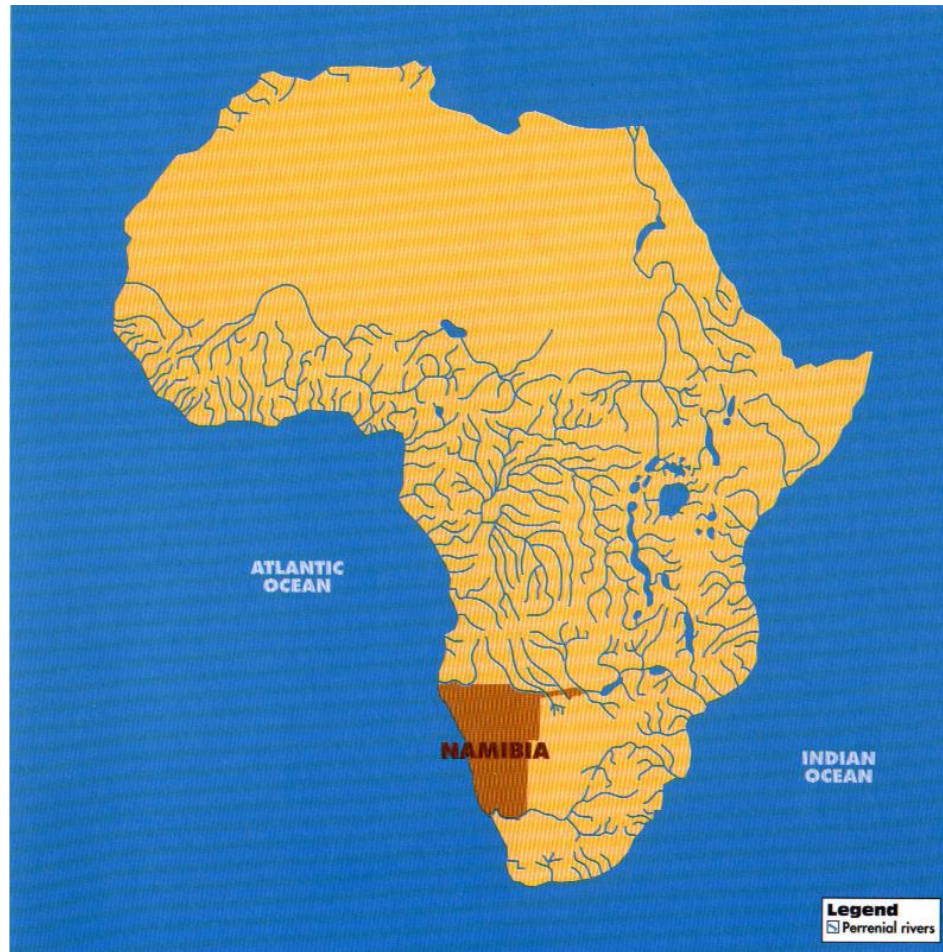 ATLANTIC
OCEAN
NAMIBIA
INDIAN
OCEAN
Legend
Perrenial rivers